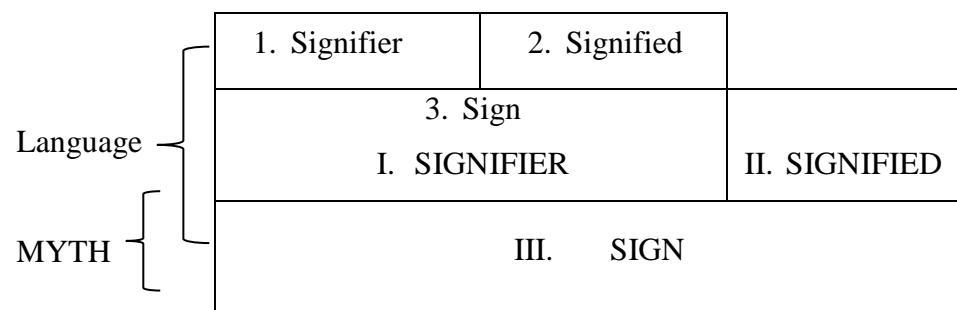 1. Signifier 2. Signified
3. Sign
Language
I. SIGNIFIER II. SIGNIFIED
MYTH III. SIGN